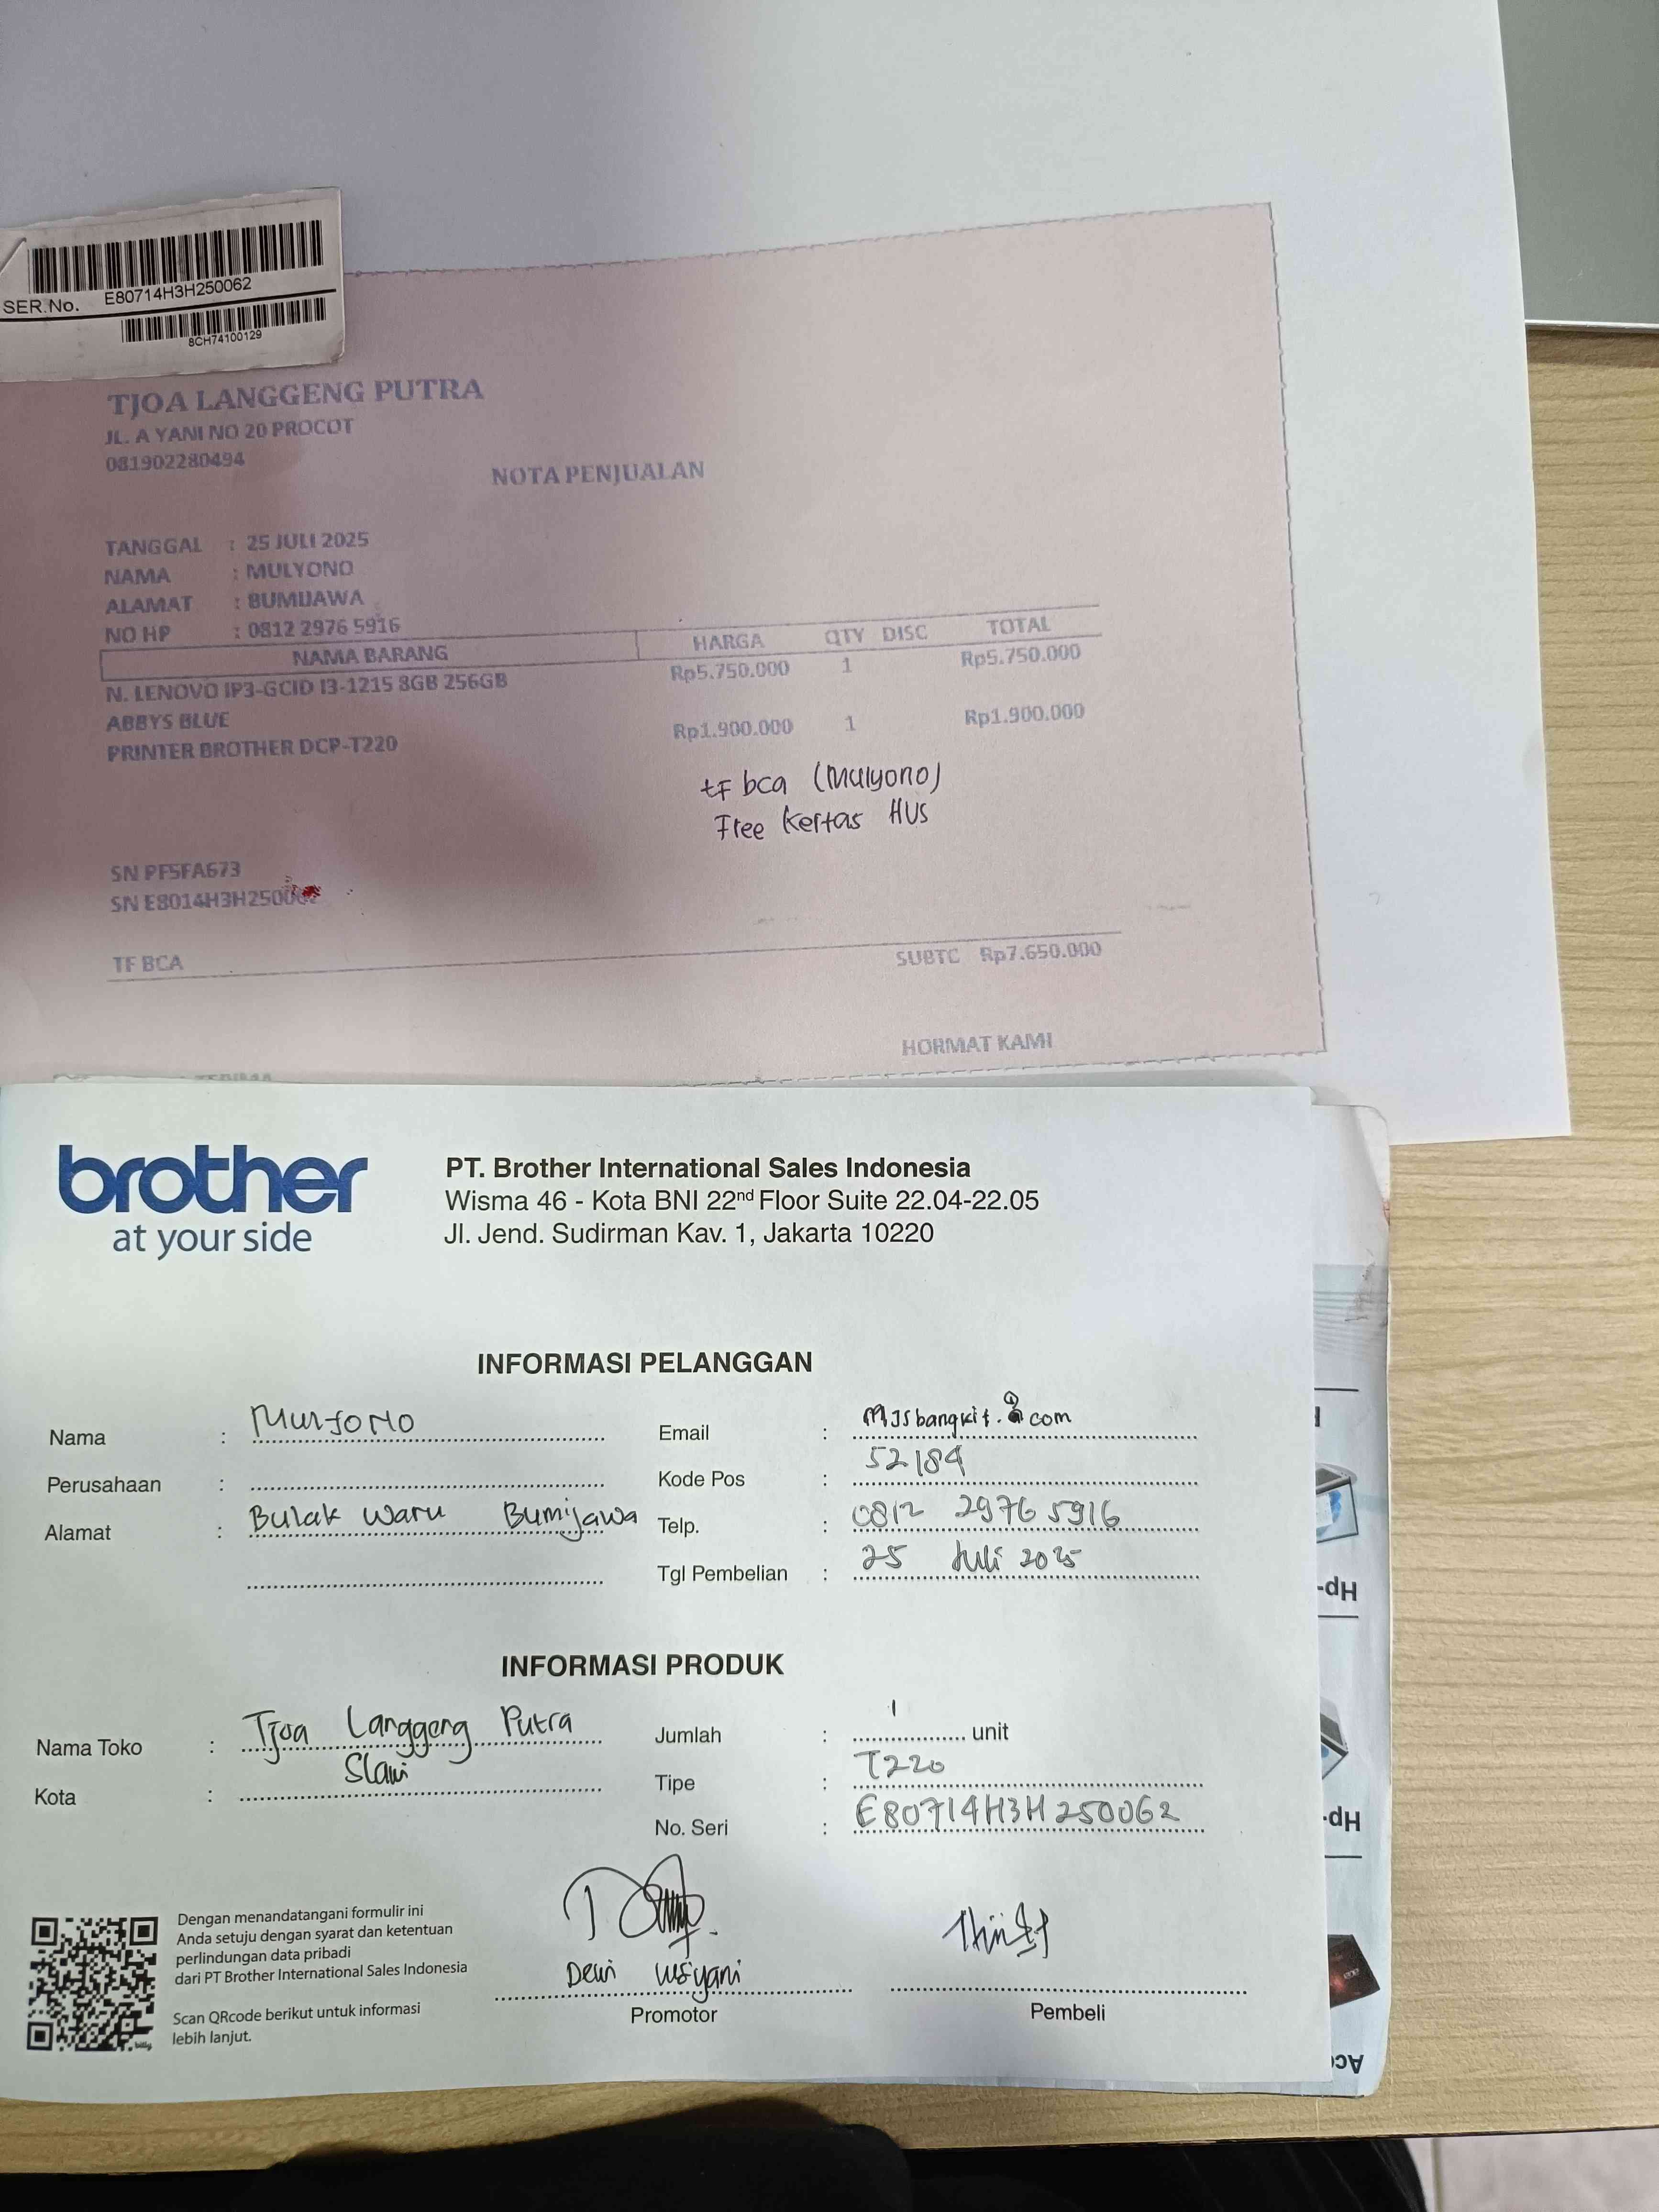 SER.No. E80714H3H250062
8CH74100129
TJOA LANGGENG PUTRA
JL. A YANI NO 20 PROCOT
081902280494
NOTA PENJUALAN
TANGGAL : 25 JULI 2025
NAMA : MULYONO
ALAMAT : BUMIJAWA
NO HP : 0812 2976 5916
NAMA BARANG HARGA QTY DISC TOTAL
N. LENOVO IP3-GCID I3-1215 8GB 256GB Rp5.750.000 1 Rp5.750.000
ABBYS BLUE
PRINTER BROTHER DCP-T220 Rp1.900.000 1 Rp1.900.000
tF bca (Mulyono)
Free Kertas HVS
SN PF5FA673
SN E8014H3H25006
TF BCA SUBTC Rp7.650.000
HORMAT KAMI
brother
at your side
PT. Brother International Sales Indonesia
Wisma 46 - Kota BNI 22nd Floor Suite 22.04-22.05
Jl. Jend. Sudirman Kav. 1, Jakarta 10220
INFORMASI PELANGGAN
Nama :
Email :
Perusahaan :
Kode Pos : 52184
Alamat : Bulak Waru Bumijawa
Telp. : 0812 2976 5916
Tgl Pembelian : 25 Juli 2025
INFORMASI PRODUK
Nama Toko : Tjoa Langgeng Putra
Jumlah : 1 unit
Kota : Slawi
Tipe : T220
No. Seri : E80714H3H250062
Dengan menandatangani formulir ini
Anda setuju dengan syarat dan ketentuan
perlindungan data pribadi
dari PT Brother International Sales Indonesia
Scan QRcode berikut untuk informasi
lebih lanjut.
Dewi
Promotor
Pembeli
Hp-
Hp-
Acc